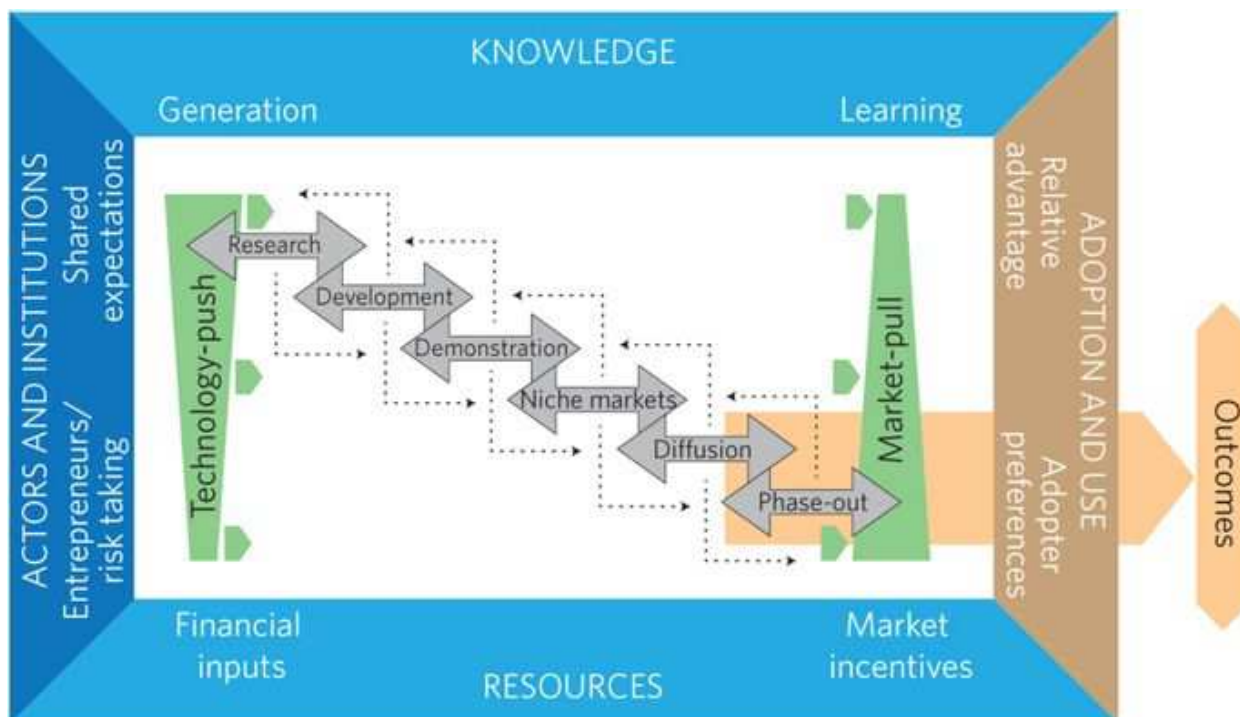 KNOWLEDGE
Generation
Learning
ACTORS AND INSTITUTIONS
Shared
expectations
Entrepreneurs/
risk taking
Technology-push
Research
Development
Demonstration
Niche markets
Diffusion
Phase-out
Market-pull
Relative
advantage
Adopter
preferences
ADOPTION AND USE
Outcomes
Financial
inputs
Market
incentives
RESOURCES